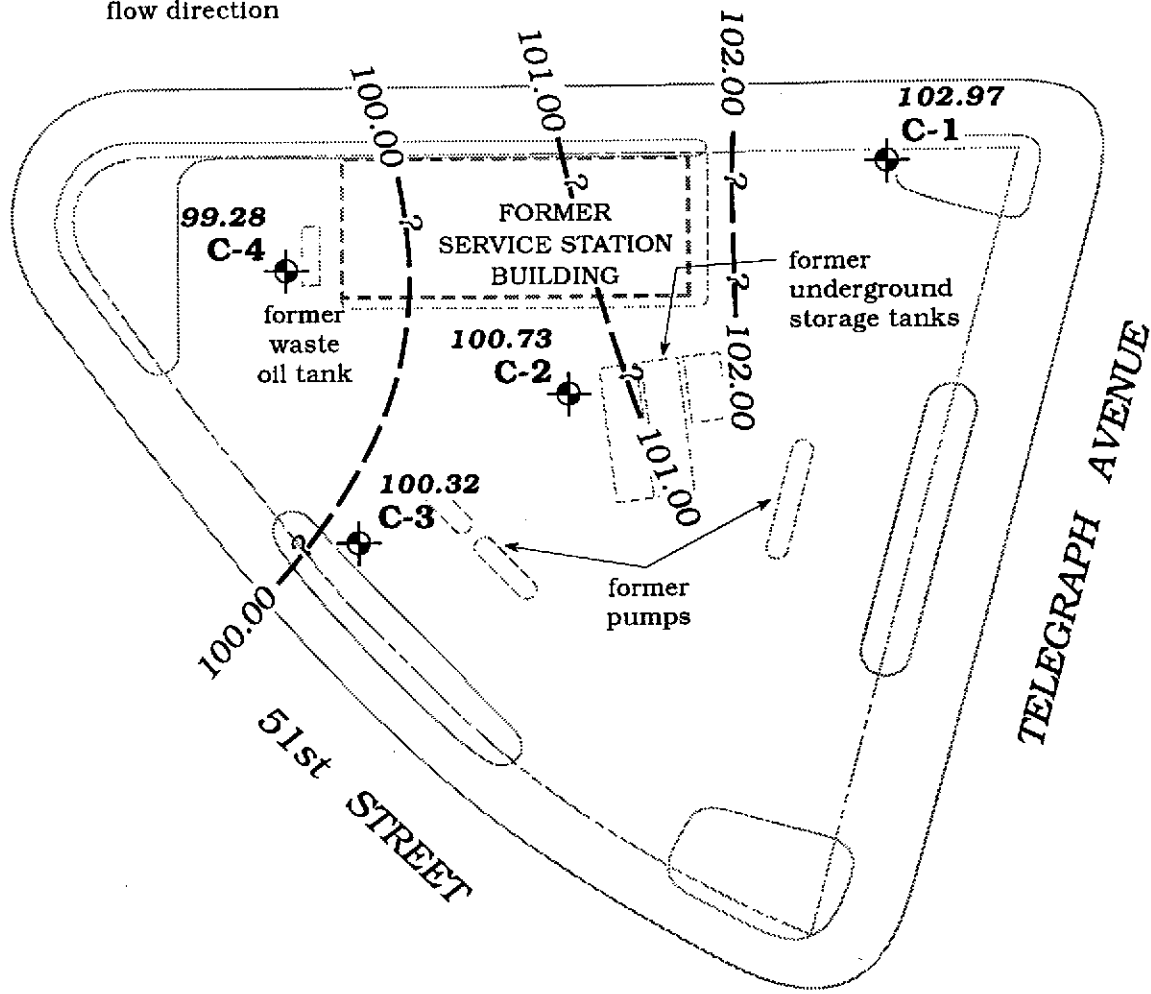 flow direction
100.00
101.00
102.00
102.97
C-1
?
?
?
?
99.28
C-4
FORMER
SERVICE STATION
BUILDING
former
underground
storage tanks
former
waste
oil tank
100.73
C-2
?
102.00
101.00
100.32
C-3
?
former
pumps
100.00
51st STREET
TELEGRAPH AVENUE